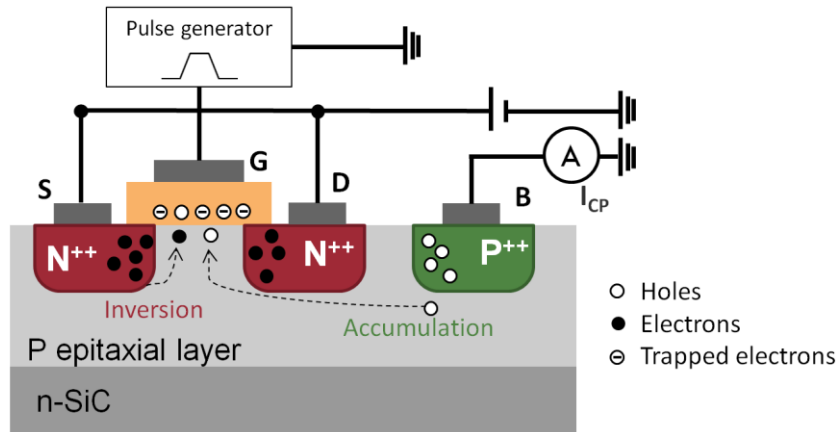 Pulse generator
G
S
D
B
A
I_CP
N++
N++
P++
Inversion
Accumulation
P epitaxial layer
n-SiC
Holes
Electrons
Trapped electrons